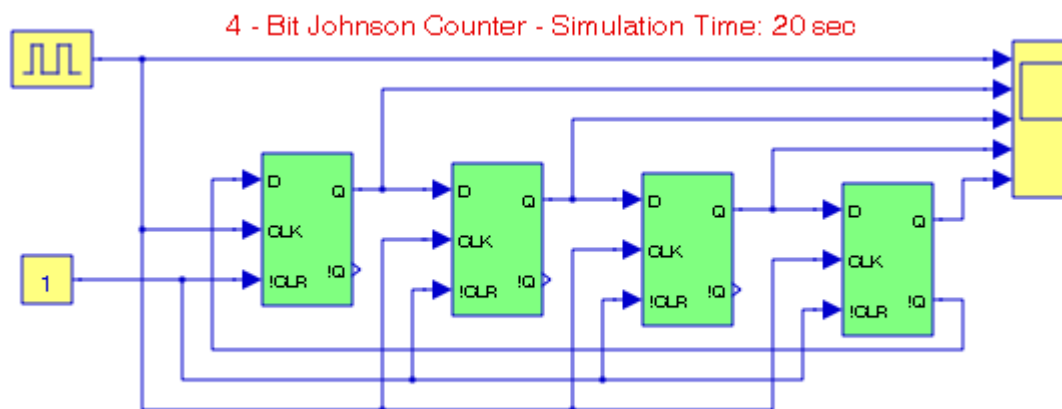 4 - Bit Johnson Counter - Simulation Time: 20 sec
D
Q
CLK
!Q
!CLR
D
Q
CLK
!Q
!CLR
D
Q
CLK
!Q
!CLR
D
Q
CLK
!Q
!CLR
1